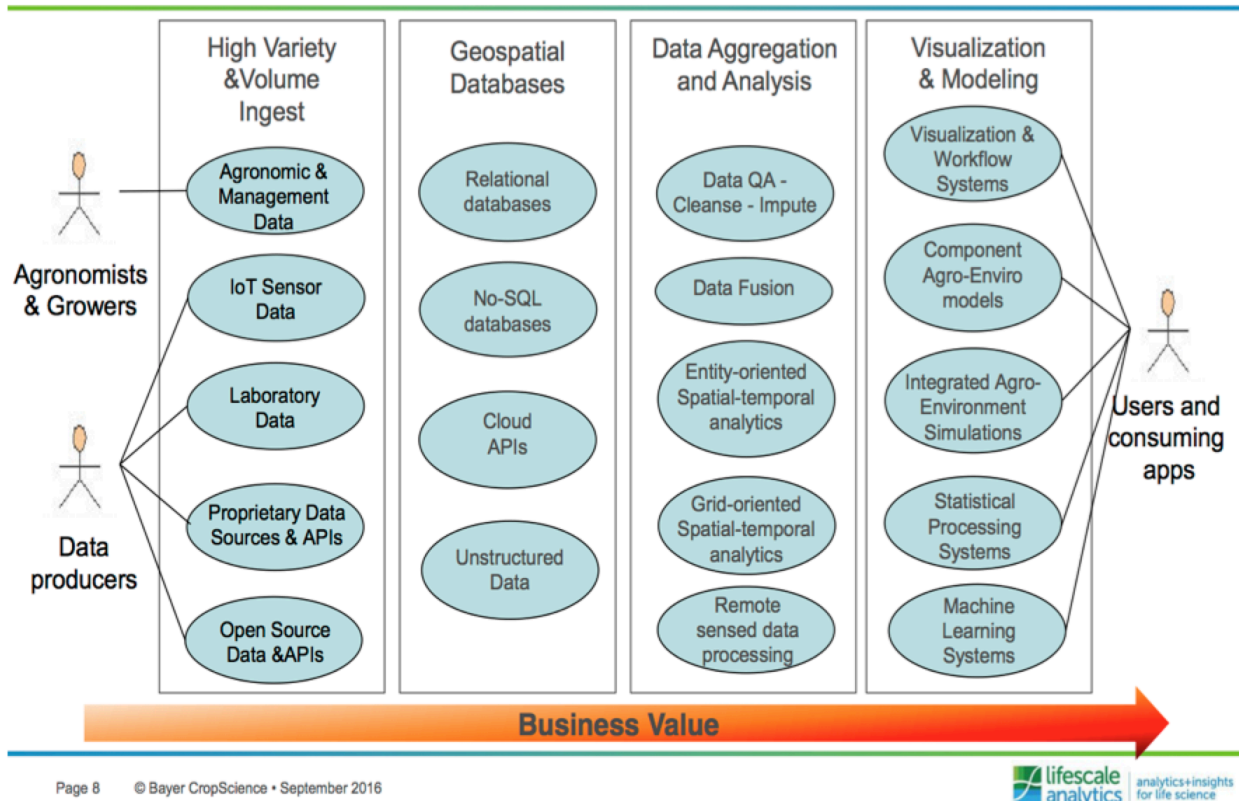 High Variety
&Volume
Ingest
Agronomic &
Management
Data
IoT Sensor
Data
Laboratory
Data
Proprietary Data
Sources & APIs
Open Source
Data &APIs
Agronomists
& Growers
Data
producers
Geospatial
Databases
Relational
databases
No-SQL
databases
Cloud
APIs
Unstructured
Data
Data Aggregation
and Analysis
Data QA -
Cleanse - Impute
Data Fusion
Entity-oriented
Spatial-temporal
analytics
Grid-oriented
Spatial-temporal
analytics
Remote
sensed data
processing
Visualization
& Modeling
Visualization &
Workflow
Systems
Component
Agro-Enviro
models
Integrated Agro-
Environment
Simulations
Statistical
Processing
Systems
Machine
Learning
Systems
Users and
consuming
apps
Business Value
Page 8 © Bayer CropScience • September 2016
lifescale
analytics
analytics+insights
for life science